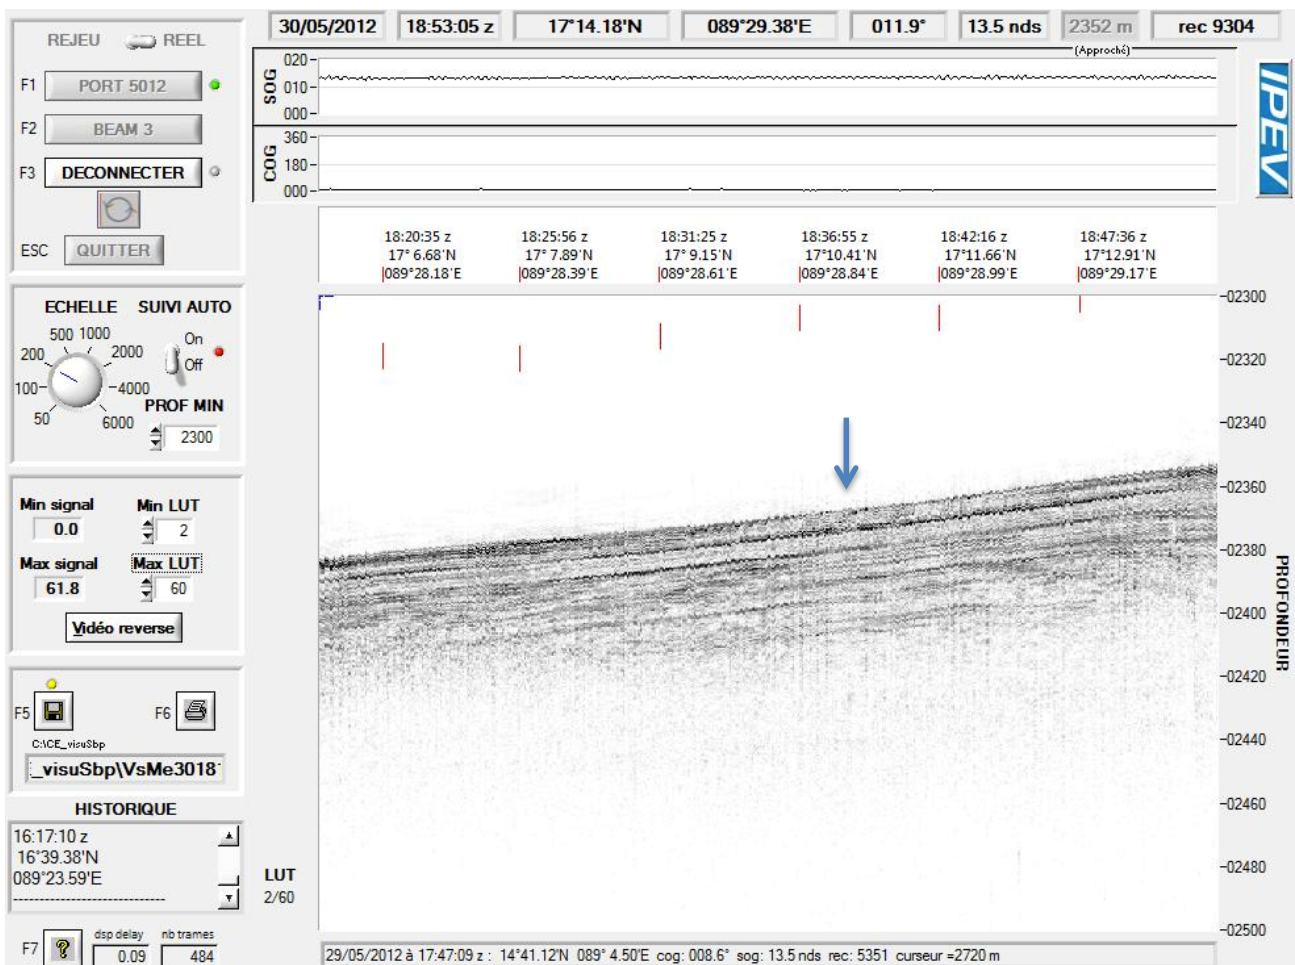 30/05/2012 18:53:05 z 17°14.18'N 089°29.38'E 011.9° 13.5 nds 2352 m rec 9304
(Approché)
REJEU REEL
F1 PORT 5012
F2 BEAM 3
F3 DECONNECTER
ESC QUITTER
SOG
020
010
000
COG
360
180
000
IPEV
18:20:35 z 18:25:56 z 18:31:25 z 18:36:55 z 18:42:16 z 18:47:36 z
17° 6.68'N 17° 7.89'N 17° 9.15'N 17°10.41'N 17°11.66'N 17°12.91'N
089°28.18'E 089°28.39'E 089°28.61'E 089°28.84'E 089°28.99'E 089°29.17'E
ECHELLE SUIVI AUTO
500 1000
200 2000
100 4000
50 6000
On
Off
PROF MIN
2300
Min signal Min LUT
0.0 2
Max signal Max LUT
61.8 60
Vidéo reverse
F5 F6
C:\CE_visuSbp
_visuSbp\VsMe3018
HISTORIQUE
16:17:10 z
16°39.38'N
089°23.59'E
-----------------------------
F7 ?
dsp delay nb trames
0.09 484
LUT
2/60
-02300
-02320
-02340
-02360
-02380
-02400
-02420
-02440
-02460
-02480
-02500
PROFONDEUR
29/05/2012 à 17:47:09 z : 14°41.12'N 089° 4.50'E cog: 008.6° sog: 13.5 nds rec: 5351 curseur =2720 m